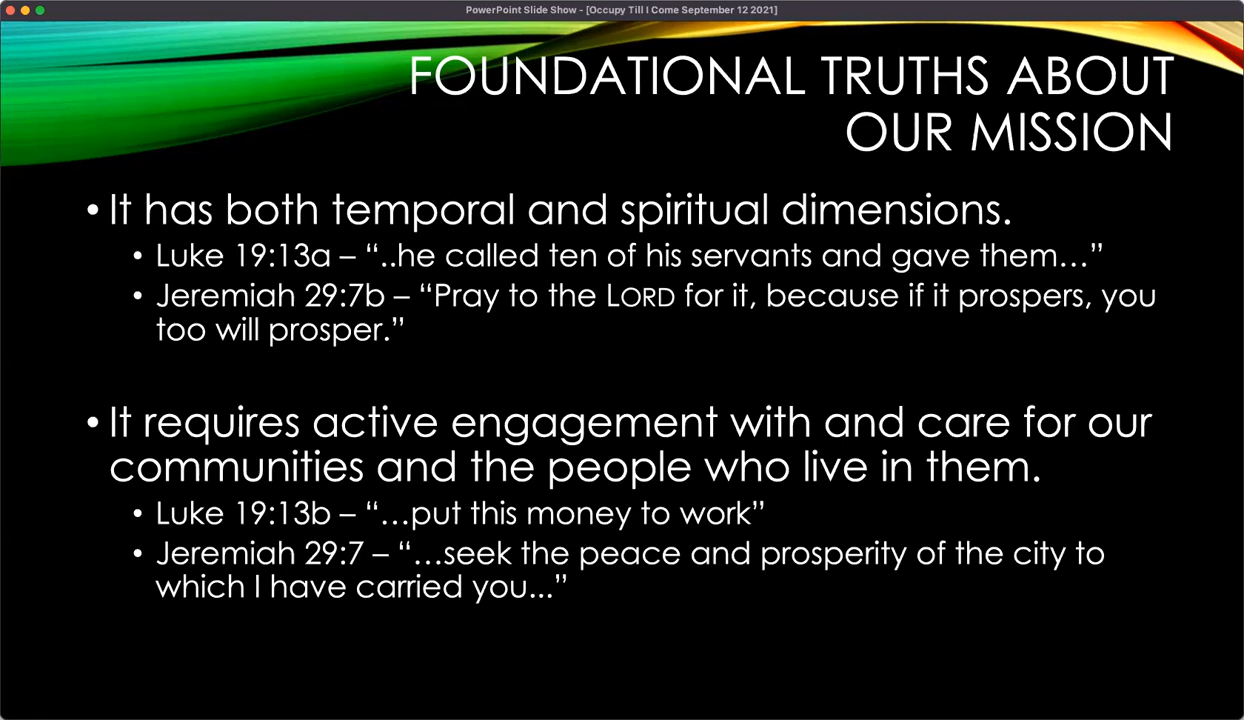 PowerPoint Slide Show - [Occupy Till I Come September 12 2021]
FOUNDATIONAL TRUTHS ABOUT
OUR MISSION
• It has both temporal and spiritual dimensions.
• Luke 19:13a – “..he called ten of his servants and gave them…”
• Jeremiah 29:7b – “Pray to the LORD for it, because if it prospers, you
too will prosper.”
• It requires active engagement with and care for our
communities and the people who live in them.
• Luke 19:13b – “…put this money to work”
• Jeremiah 29:7 – “…seek the peace and prosperity of the city to
which I have carried you...”